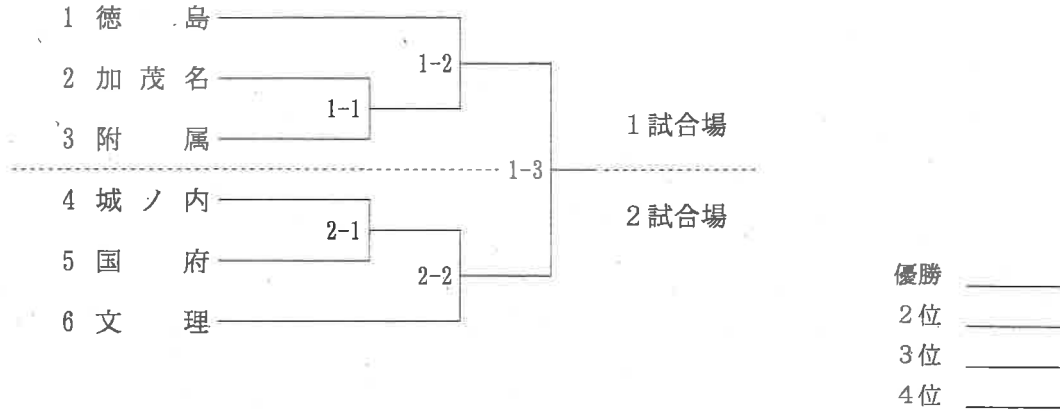 1 徳島
1-2
2 加茂名
1-1
3 附属
1試合場
1-3
4 城ノ内
2試合場
2-1
5 国府
2-2
6 文理
優勝
2位
3位
4位